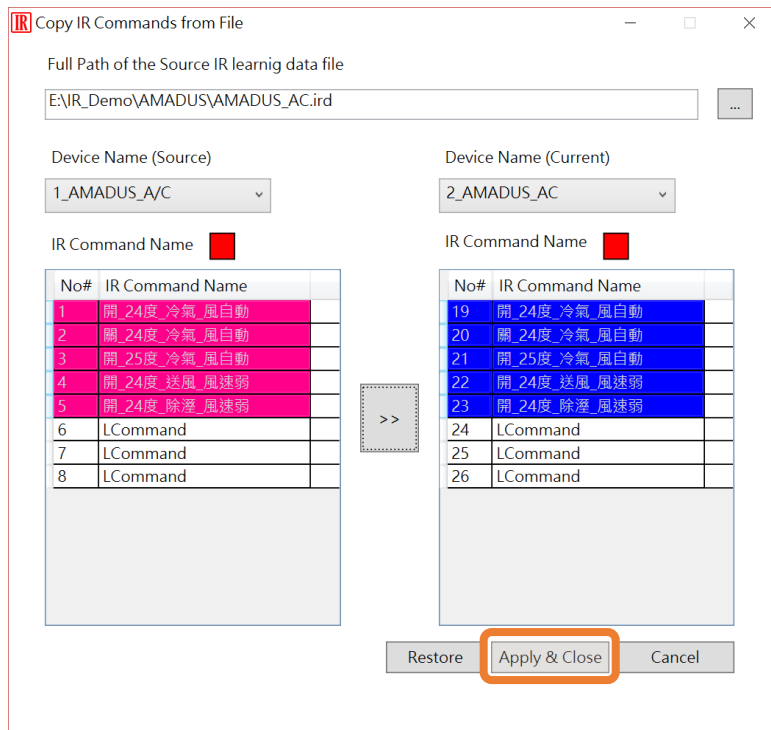 IR Copy IR Commands from File
Full Path of the Source IR learnig data file
E:\IR_Demo\AMADUS\AMADUS_AC.ird ...
Device Name (Source) Device Name (Current)
1_AMADUS_A/C 2_AMADUS_AC
IR Command Name IR Command Name
No# IR Command Name No# IR Command Name
1 開_24度_冷氣_風自動 19 開_24度_冷氣_風自動
2 關_24度_冷氣_風自動 20 關_24度_冷氣_風自動
3 開_25度_冷氣_風自動 21 開_25度_冷氣_風自動
4 開_24度_送風_風速弱 22 開_24度_送風_風速弱
5 開_24度_除溼_風速弱 23 開_24度_除溼_風速弱
>>
6 LCommand 24 LCommand
7 LCommand 25 LCommand
8 LCommand 26 LCommand
Restore Apply & Close Cancel